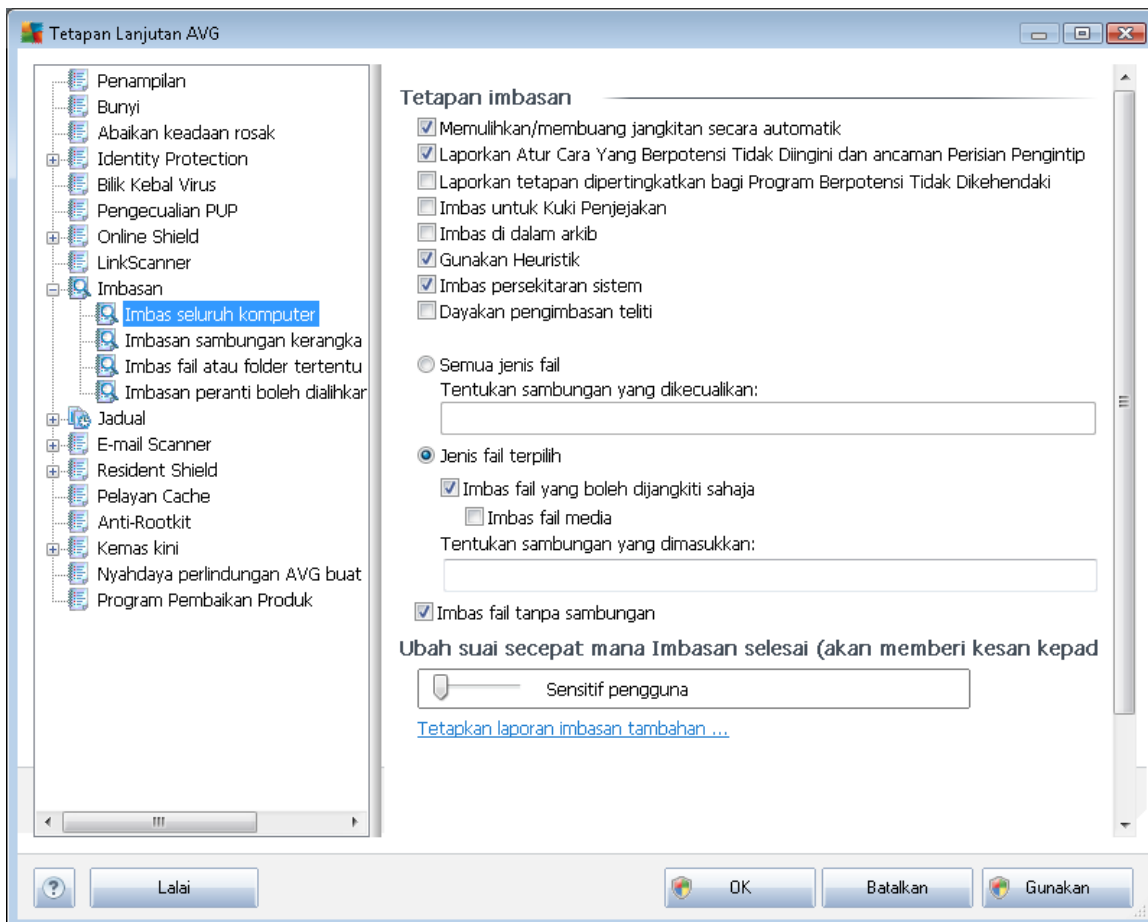 Tetapan Lanjutan AVG
Penampilan
Bunyi
Abaikan keadaan rosak
Identity Protection
Bilik Kebal Virus
Pengecualian PUP
Online Shield
LinkScanner
Imbasan
Imbas seluruh komputer
Imbasan sambungan kerangka
Imbas fail atau folder tertentu
Imbasan peranti boleh dialihkar
Jadual
E-mail Scanner
Resident Shield
Pelayan Cache
Anti-Rootkit
Kemas kini
Nyahdaya perlindungan AVG buat
Program Pembaikan Produk
Tetapan imbasan
Memulihkan/membuang jangkitan secara automatik
Laporkan Atur Cara Yang Berpotensi Tidak Diingini dan ancaman Perisian Pengintip
Laporkan tetapan dipertingkatkan bagi Program Berpotensi Tidak Dikehendaki
Imbas untuk Kuki Penjejakan
Imbas di dalam arkib
Gunakan Heuristik
Imbas persekitaran sistem
Dayakan pengimbasan teliti
Semua jenis fail
Tentukan sambungan yang dikecualikan:
Jenis fail terpilih
Imbas fail yang boleh dijangkiti sahaja
Imbas fail media
Tentukan sambungan yang dimasukkan:
Imbas fail tanpa sambungan
Ubah suai secepat mana Imbasan selesai (akan memberi kesan kepad
Sensitif pengguna
Tetapkan laporan imbasan tambahan ...
?
Lalai
OK
Batalkan
Gunakan